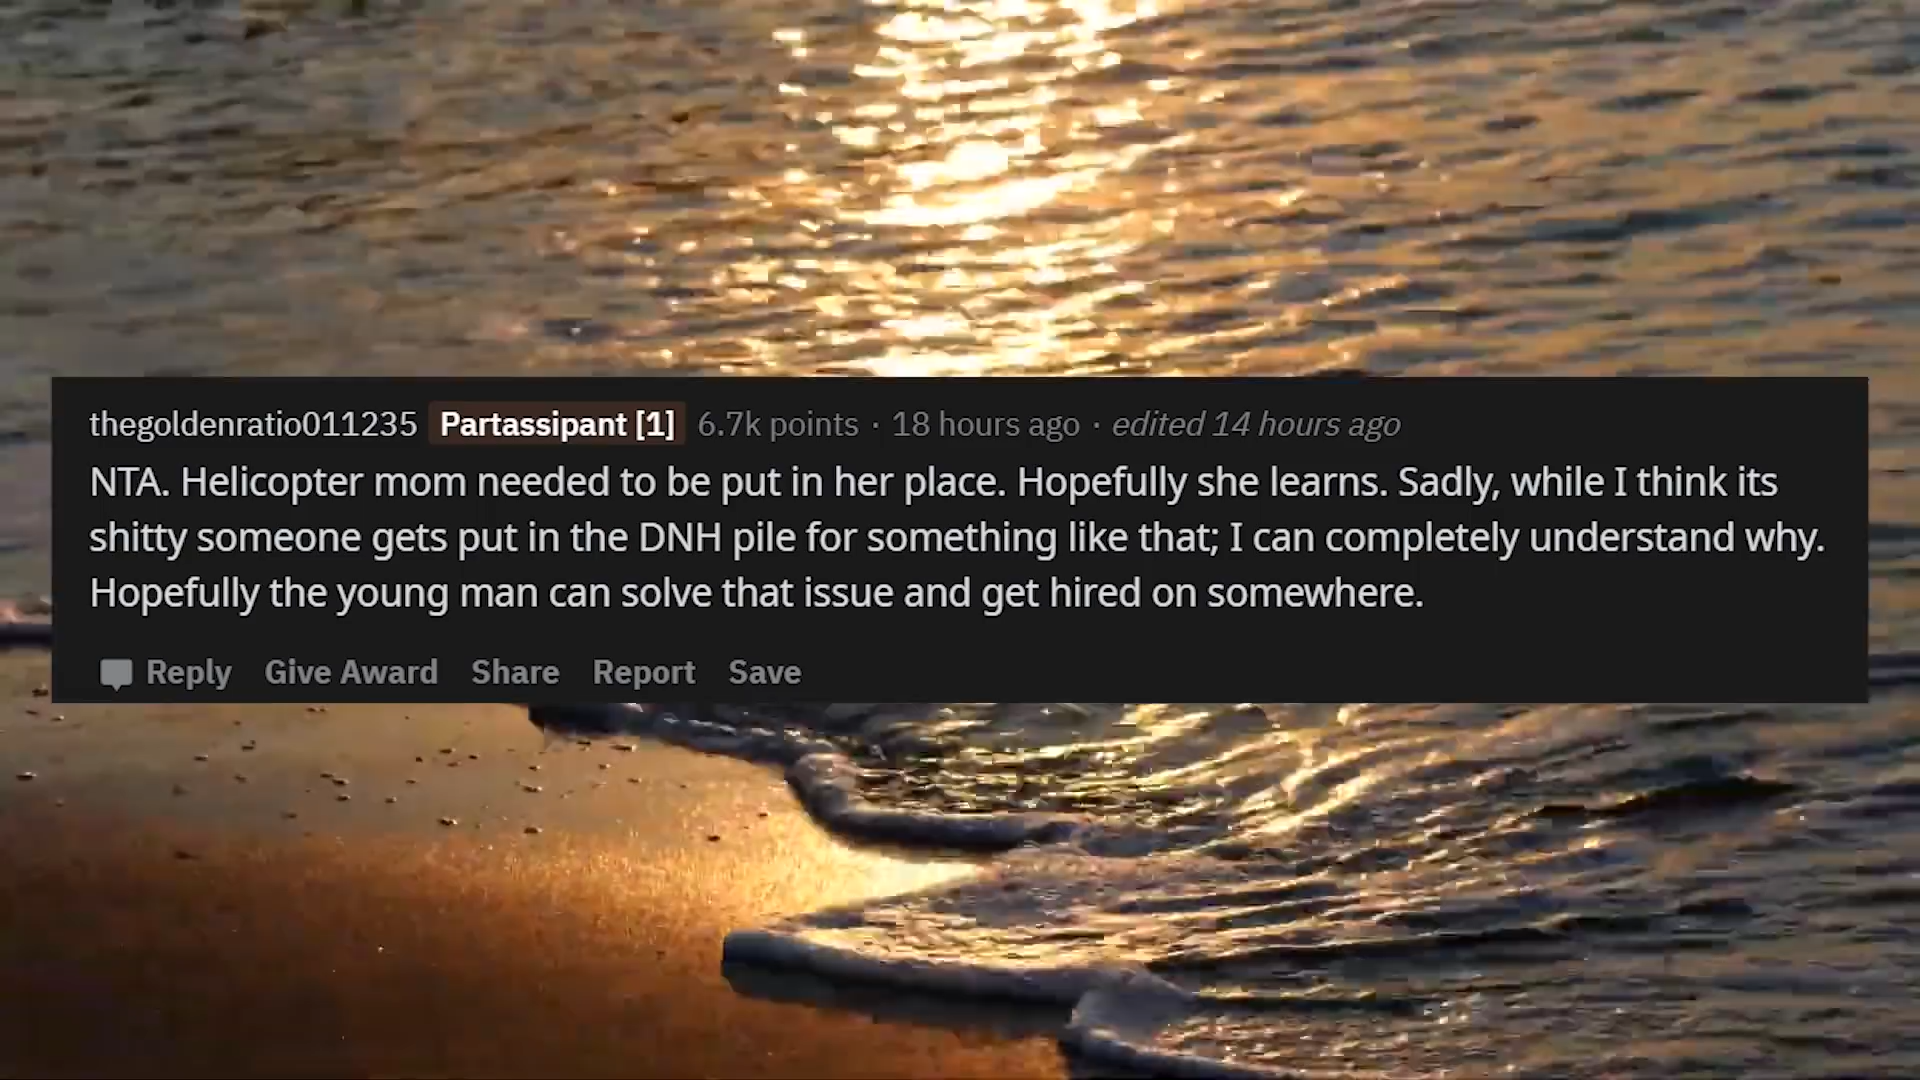 thegoldenratio011235 Partassipant [1] 6.7k points · 18 hours ago · edited 14 hours ago
NTA. Helicopter mom needed to be put in her place. Hopefully she learns. Sadly, while I think its
shitty someone gets put in the DNH pile for something like that; I can completely understand why.
Hopefully the young man can solve that issue and get hired on somewhere.
Reply Give Award Share Report Save